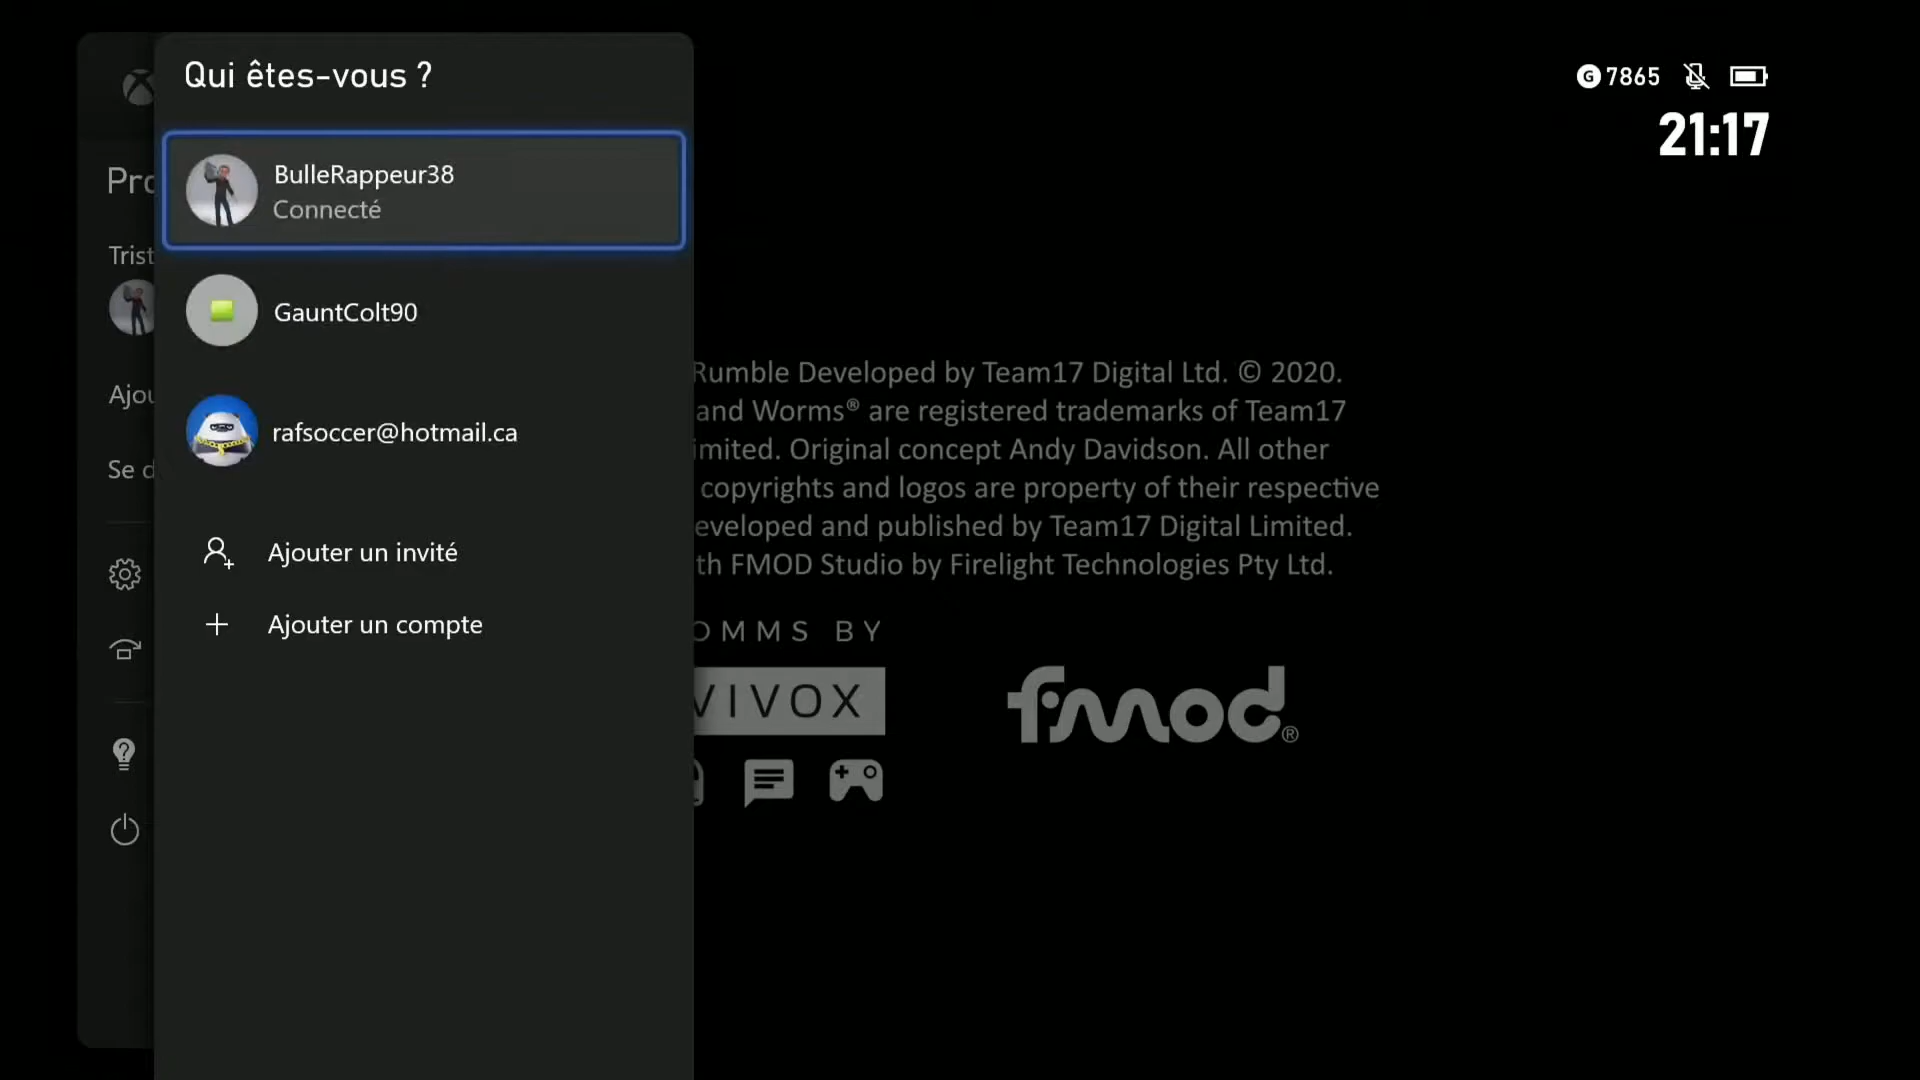 Qui êtes-vous ?
G 7865
21:17
BulleRappeur38
Connecté
GauntColt90
rafsoccer@hotmail.ca
Ajouter un invité
Ajouter un compte
Pro
Trist
Ajou
Se d
Rumble Developed by Team17 Digital Ltd. © 2020.
and Worms® are registered trademarks of Team17
imited. Original concept Andy Davidson. All other
copyrights and logos are property of their respective
eveloped and published by Team17 Digital Limited.
th FMOD Studio by Firelight Technologies Pty Ltd.
OMMS BY
VIVOX
fmod®